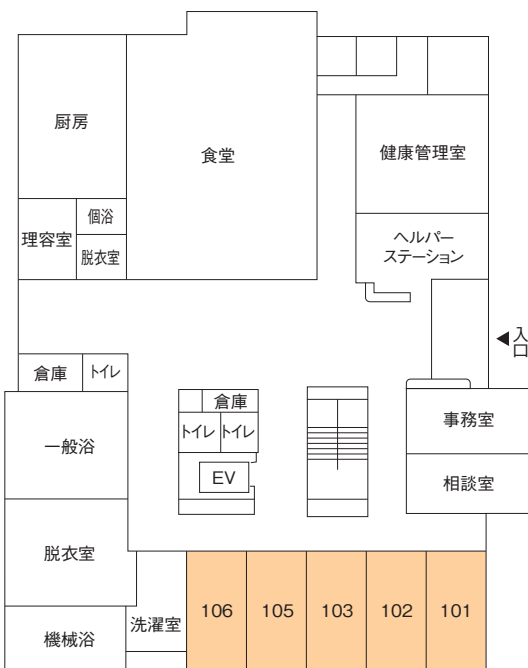 厨房
食堂
健康管理室
個浴
理容室
脱衣室
ヘルパー
ステーション
入口
倉庫
トイレ
倉庫
トイレ
トイレ
事務室
一般浴
EV
相談室
脱衣室
洗濯室
機械浴
106
105
103
102
101